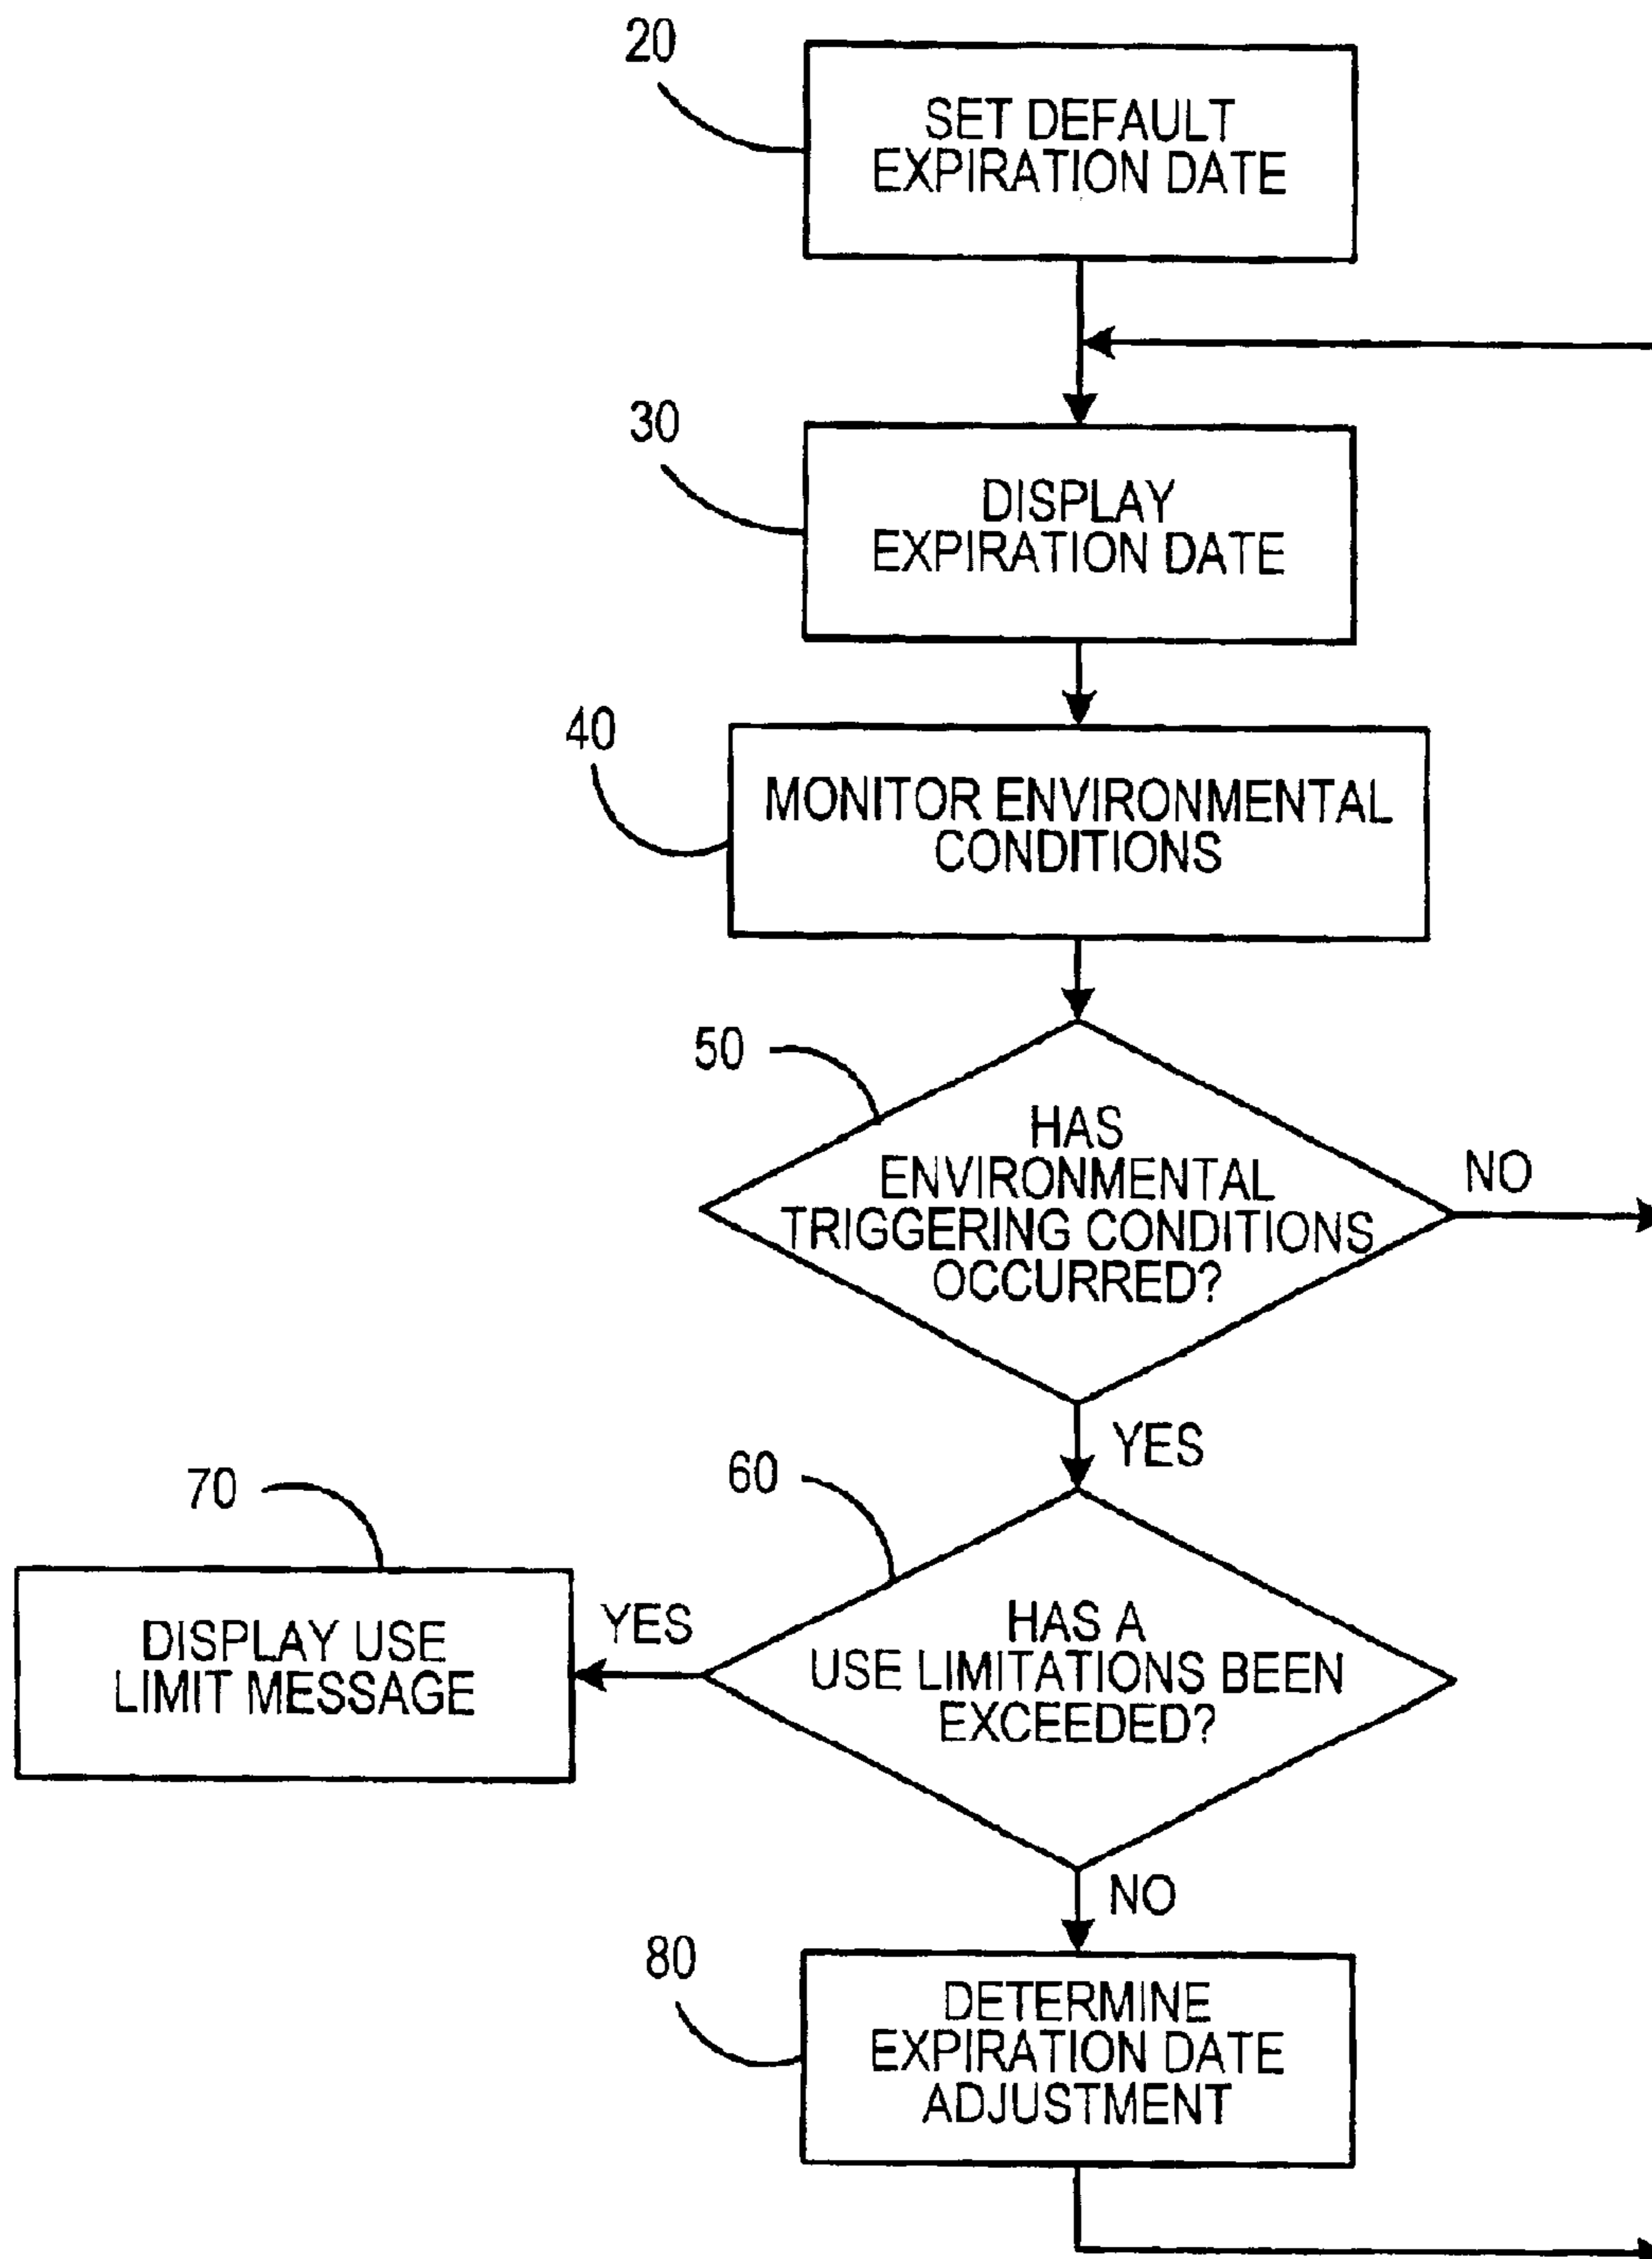 20
SET DEFAULT
EXPIRATION DATE
30
DISPLAY
EXPIRATION DATE
40
MONITOR ENVIRONMENTAL
CONDITIONS
50
HAS
ENVIRONMENTAL
TRIGGERING CONDITIONS
OCCURRED?
NO
YES
60
HAS A
USE LIMITATIONS BEEN
EXCEEDED?
70
YES
DISPLAY USE
LIMIT MESSAGE
NO
80
DETERMINE
EXPIRATION DATE
ADJUSTMENT